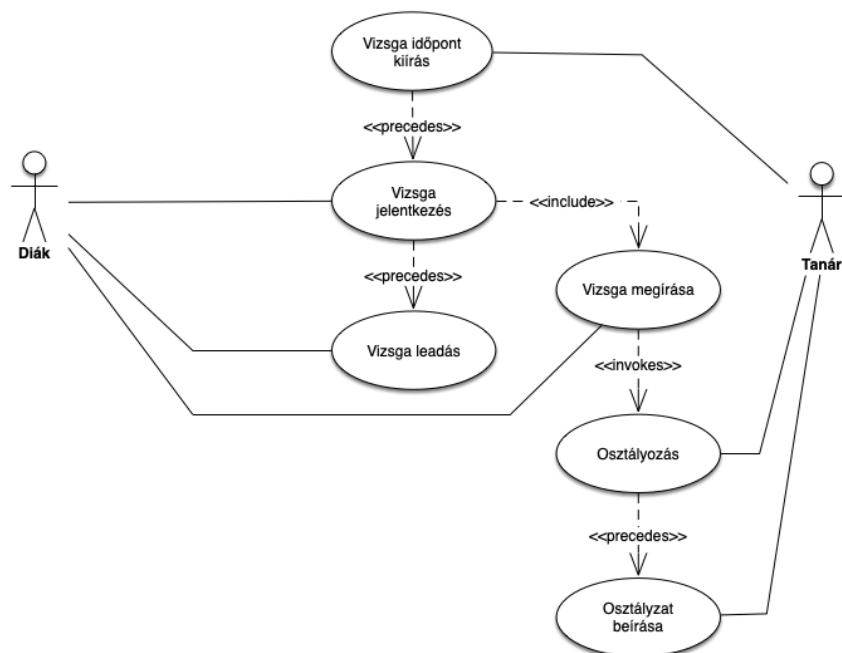 Vizsga időpont
kiírás
<<precedes>>
Vizsga
jelentkezés
<<include>>
Diák
Tanár
<<precedes>>
Vizsga megírása
Vizsga leadás
<<invokes>>
Osztályozás
<<precedes>>
Osztályzat
beírása